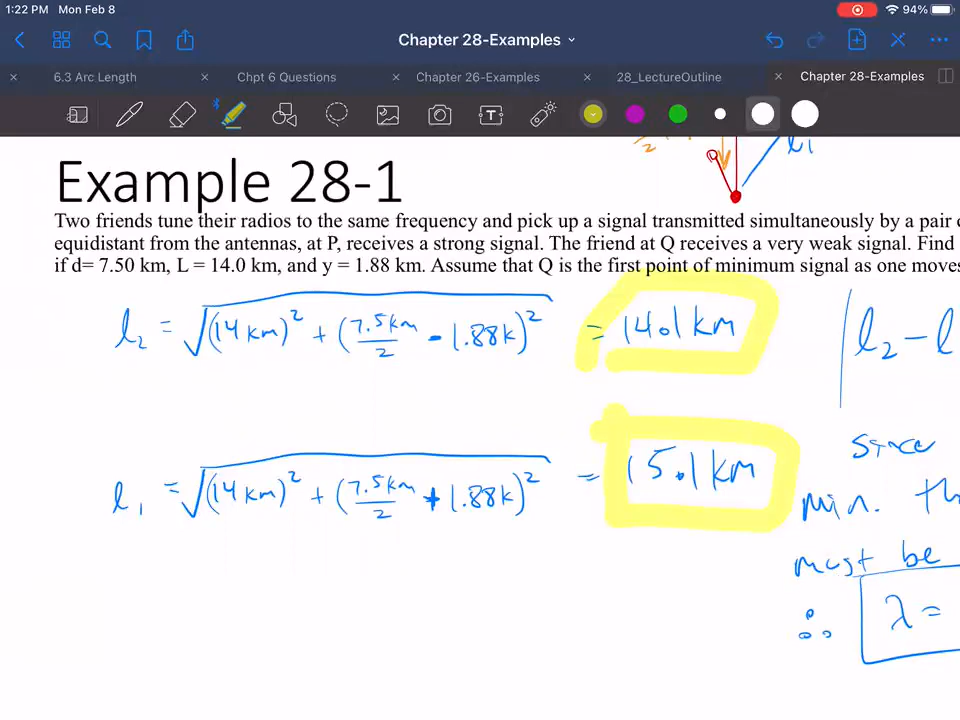 1:22 PM Mon Feb 8 94%
Chapter 28-Examples
6.3 Arc Length Chpt 6 Questions Chapter 26-Examples 28_LectureOutline Chapter 28-Examples
T
2 l1
Example 28-1
Two friends tune their radios to the same frequency and pick up a signal transmitted simultaneously by a pair o
equidistant from the antennas, at P, receives a strong signal. The friend at Q receives a very weak signal. Find
if d= 7.50 km, L = 14.0 km, and y = 1.88 km. Assume that Q is the first point of minimum signal as one moves
l2 = √((14 km)² + (7.5km/2 - 1.88k)²) = 14.1 km
|l2 - l
l1 = √((14 km)² + (7.5km/2 + 1.88k)²) = 15.1 km
since
min. th
must be
∴ λ =